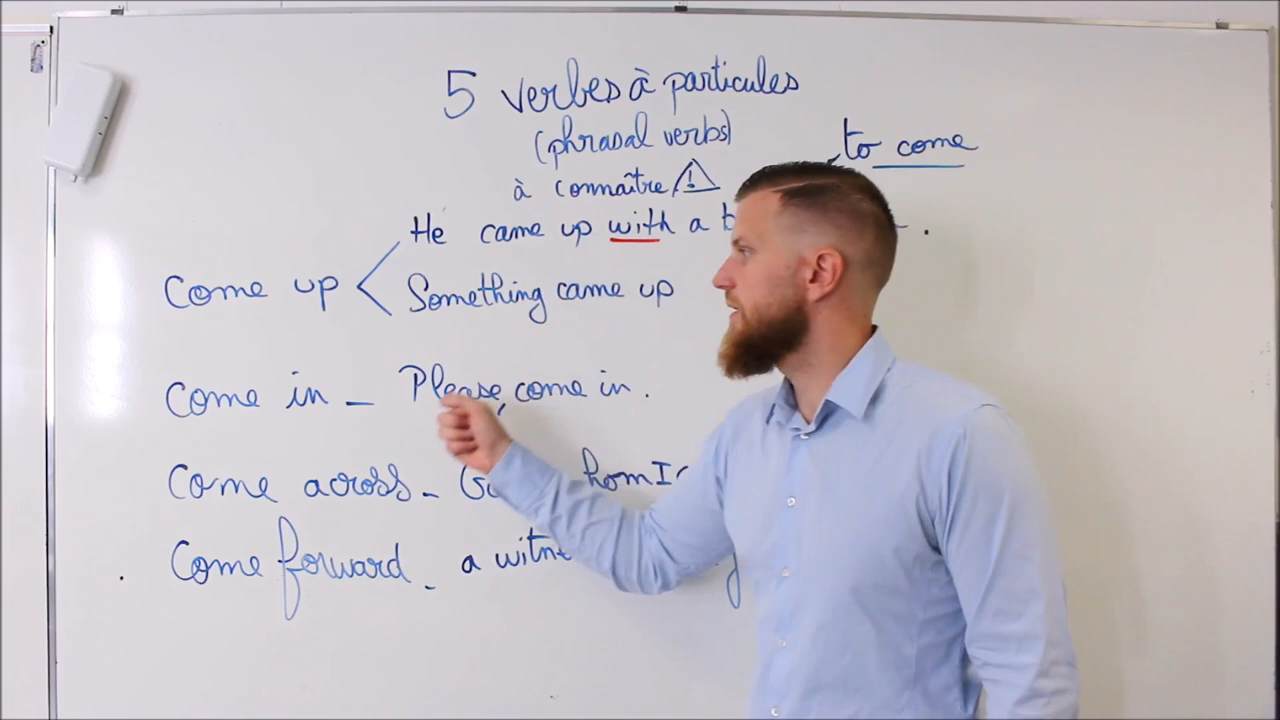 5 verbes à particules
(phrasal verbs)
to come
à connaître !
He came up with a
Come up
Something came up
Come in - Please, come in.
Come across -
Come forward - a